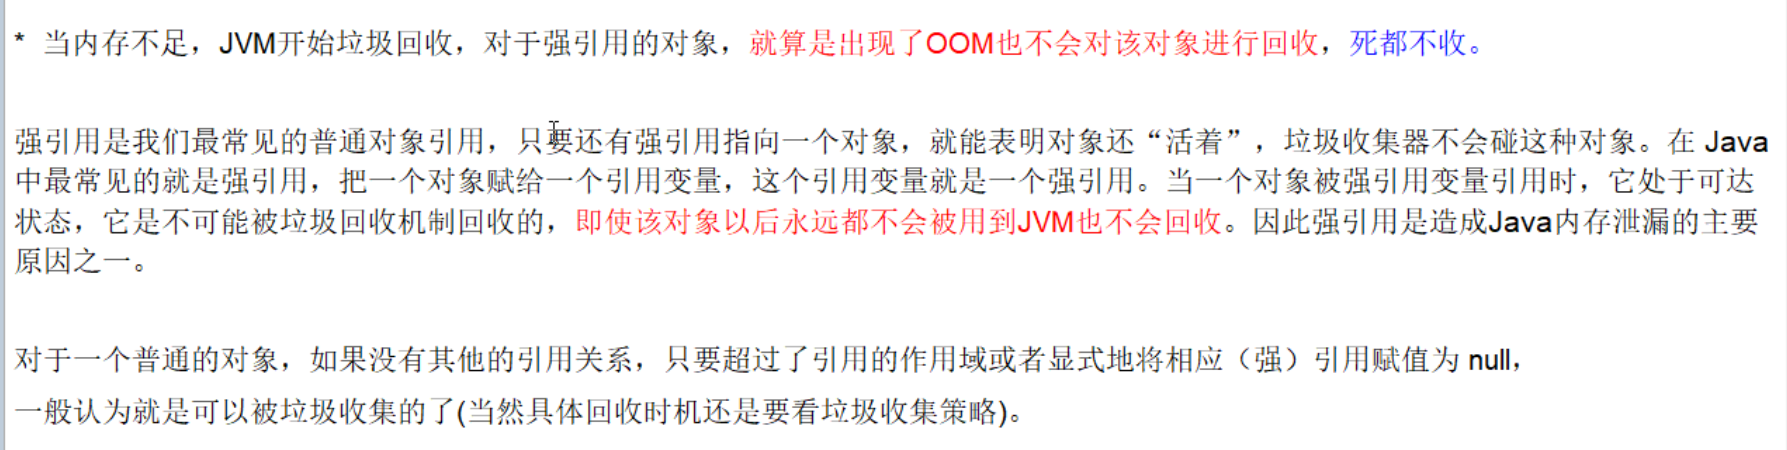 * 当内存不足，JVM开始垃圾回收，对于强引用的对象，就算是出现了OOM也不会对该对象进行回收，死都不收。
强引用是我们最常见的普通对象引用，只要还有强引用指向一个对象，就能表明对象还“活着”，垃圾收集器不会碰这种对象。在 Java
中最常见的就是强引用，把一个对象赋给一个引用变量，这个引用变量就是一个强引用。当一个对象被强引用变量引用时，它处于可达
状态，它是不可能被垃圾回收机制回收的，即使该对象以后永远都不会被用到JVM也不会回收。因此强引用是造成Java内存泄漏的主要
原因之一。
对于一个普通的对象，如果没有其他的引用关系，只要超过了引用的作用域或者显式地将相应（强）引用赋值为 null，
一般认为就是可以被垃圾收集的了(当然具体回收时机还是要看垃圾收集策略)。